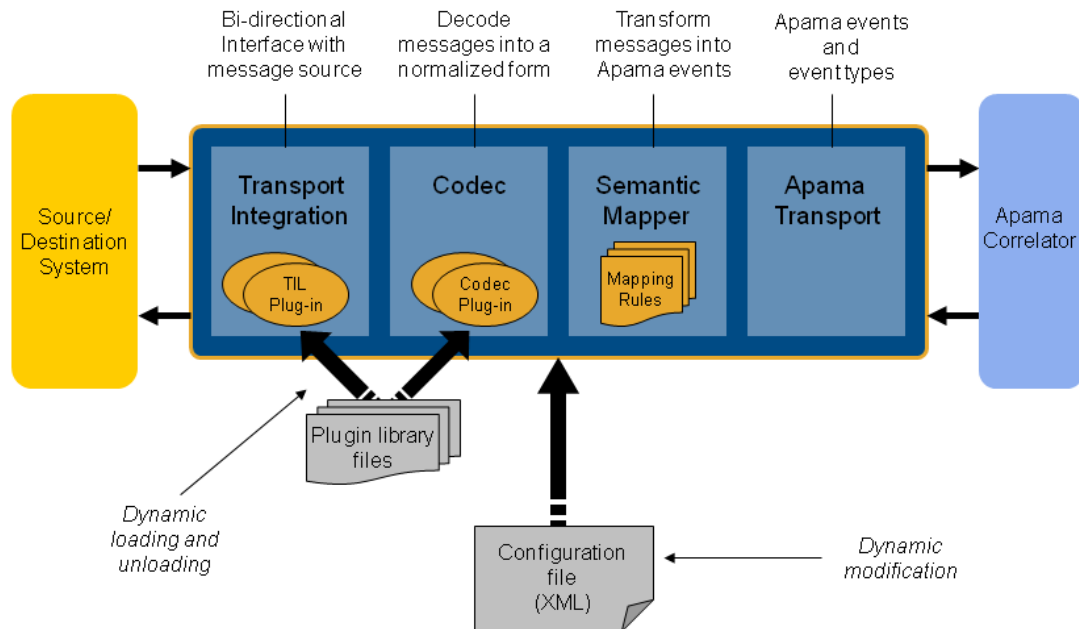 Bi-directional
Interface with
message source
Decode
messages into a
normalized form
Transform
messages into
Apama events
Apama events
and
event types
Source/
Destination
System
Transport
Integration
TIL
Plug-in
Codec
Codec
Plug-in
Semantic
Mapper
Mapping
Rules
Apama
Transport
Apama
Correlator
Plugin library
files
Dynamic
loading and
unloading
Configuration
file
(XML)
Dynamic
modification